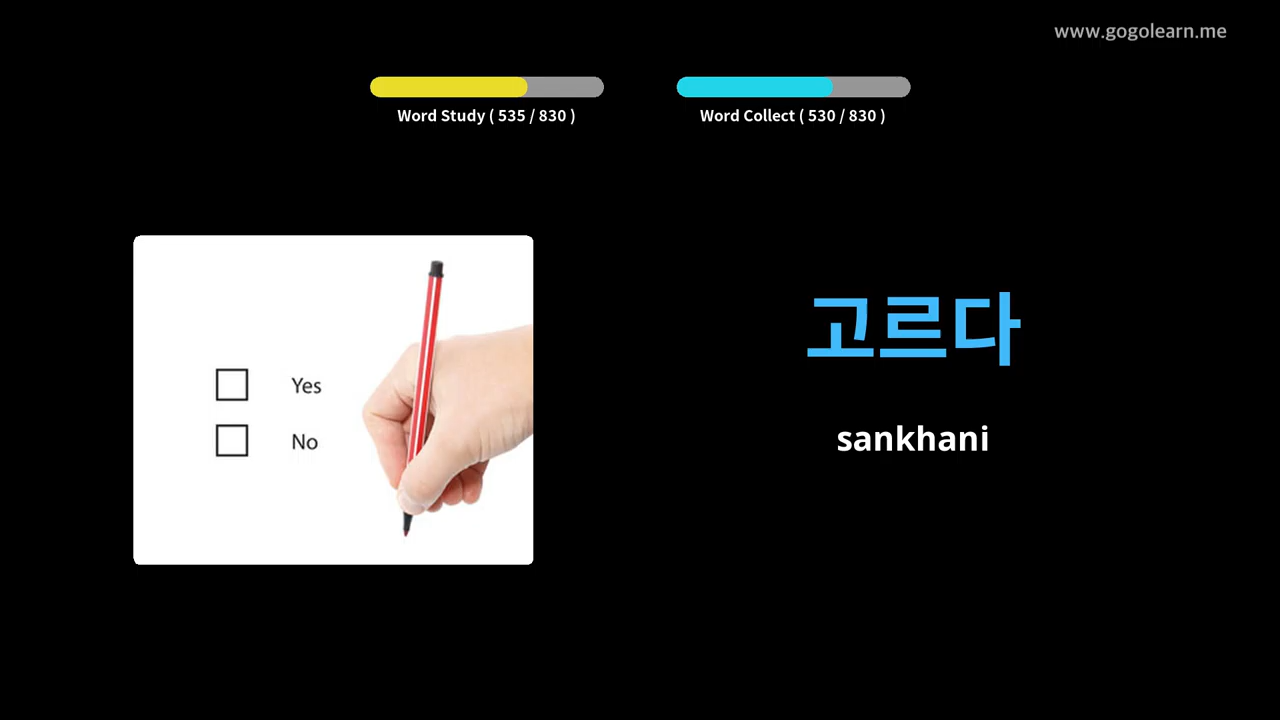 www.gogolearn.me
Word Study ( 535 / 830 )
Word Collect ( 530 / 830 )
Yes
No
고르다
sankhani